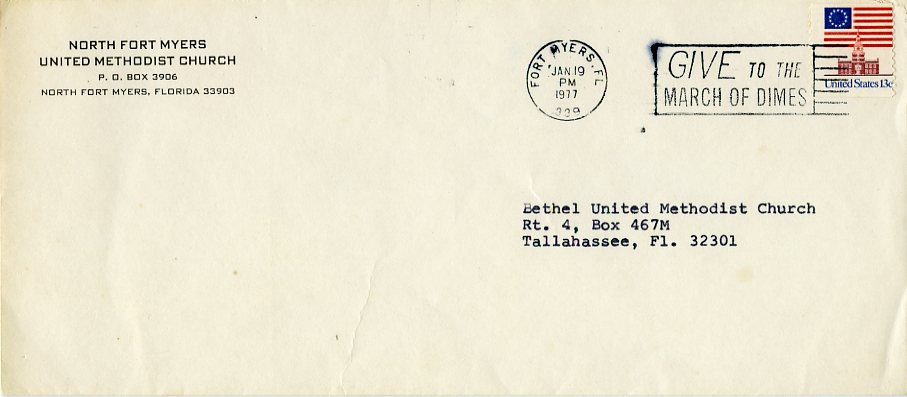 NORTH FORT MYERS
UNITED METHODIST CHURCH
P. O. BOX 3906
NORTH FORT MYERS, FLORIDA 33903
FORT MYERS, FL
JAN 19
PM
1977
339
GIVE TO THE
MARCH OF DIMES
United States 13c
Bethel United Methodist Church
Rt. 4, Box 467M
Tallahassee, Fl. 32301